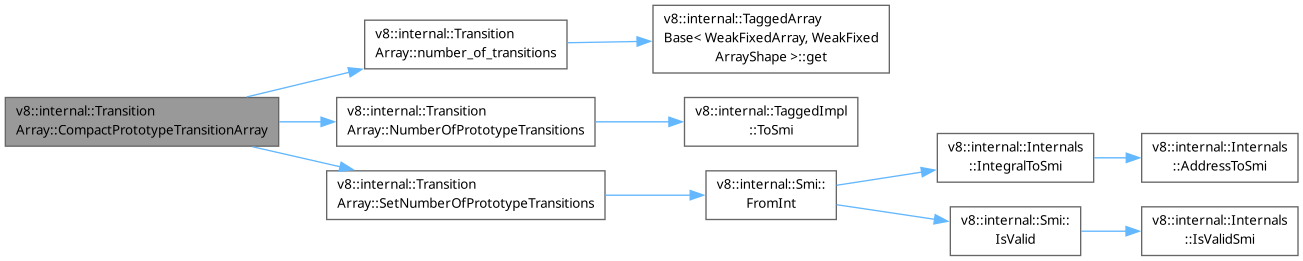 v8::internal::Transition
Array::CompactPrototypeTransitionArray
v8::internal::Transition
Array::number_of_transitions
v8::internal::TaggedArray
Base< WeakFixedArray, WeakFixed
ArrayShape >::get
v8::internal::Transition
Array::NumberOfPrototypeTransitions
v8::internal::TaggedImpl
::ToSmi
v8::internal::Transition
Array::SetNumberOfPrototypeTransitions
v8::internal::Smi::
FromInt
v8::internal::Internals
::IntegralToSmi
v8::internal::Internals
::AddressToSmi
v8::internal::Smi::
IsValid
v8::internal::Internals
::IsValidSmi